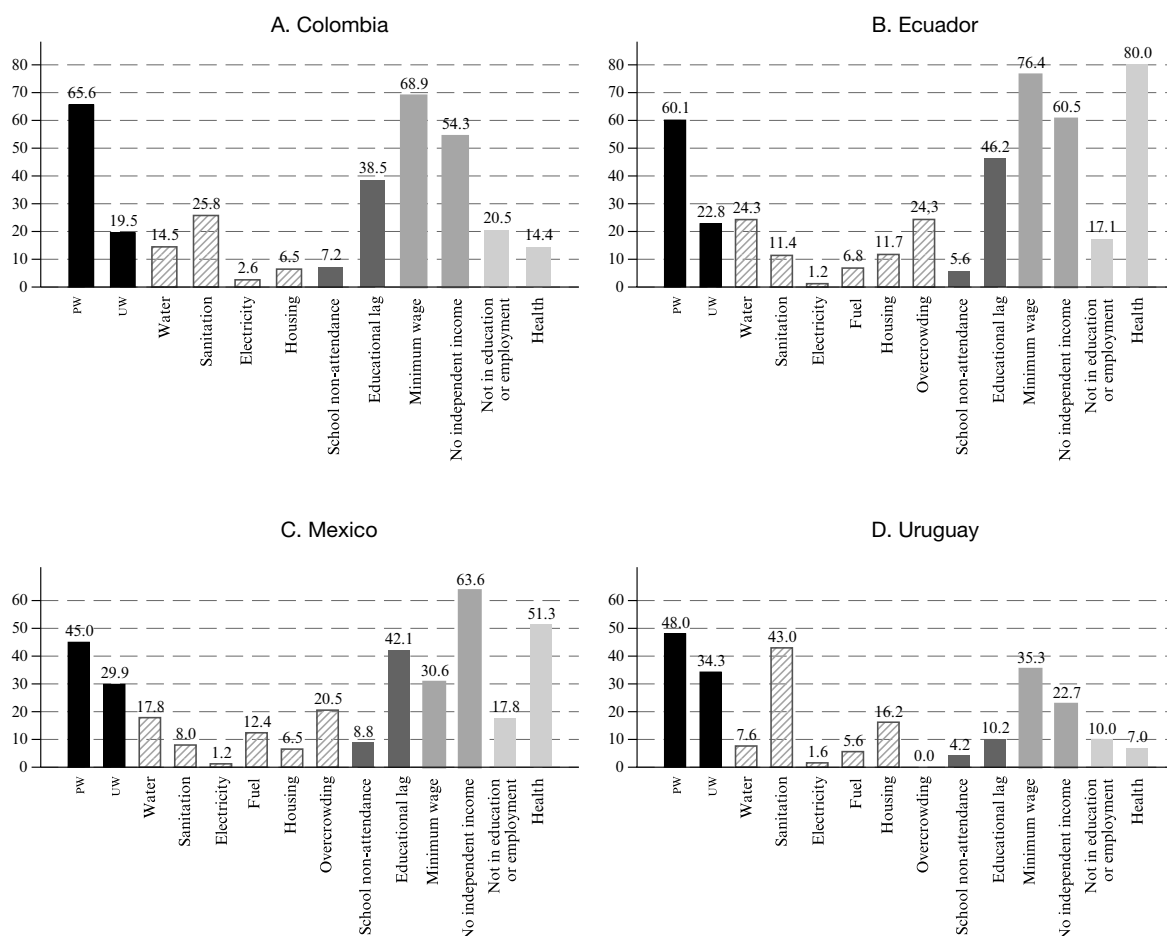 A. Colombia
80
70
60
50
40
30
20
10
0
65.6
19.5
14.5
25.8
2.6
6.5
7.2
38.5
68.9
54.3
20.5
14.4
PW
UW
Water
Sanitation
Electricity
Housing
School non-attendance
Educational lag
Minimum wage
No independent income
Not in education
or employment
Health
B. Ecuador
80
70
60
50
40
30
20
10
0
60.1
22.8
24.3
11.4
1.2
6.8
11.7
24,3
5.6
46.2
76.4
60.5
17.1
80.0
PW
UW
Water
Sanitation
Electricity
Fuel
Housing
Overcrowding
School non-attendance
Educational lag
Minimum wage
No independent income
Not in education
or employment
Health
C. Mexico
60
50
40
30
20
10
0
45.0
29.9
17.8
8.0
1.2
12.4
6.5
20.5
8.8
42.1
30.6
63.6
17.8
51.3
PW
UW
Water
Sanitation
Electricity
Fuel
Housing
Overcrowding
School non-attendance
Educational lag
Minimum wage
No independent income
Not in education
or employment
Health
D. Uruguay
60
50
40
30
20
10
0
48.0
34.3
7.6
43.0
1.6
5.6
16.2
0.0
4.2
10.2
35.3
22.7
10.0
7.0
PW
UW
Water
Sanitation
Electricity
Fuel
Housing
Overcrowding
School non-attendance
Educational lag
Minimum wage
No independent income
Not in education
or employment
Health